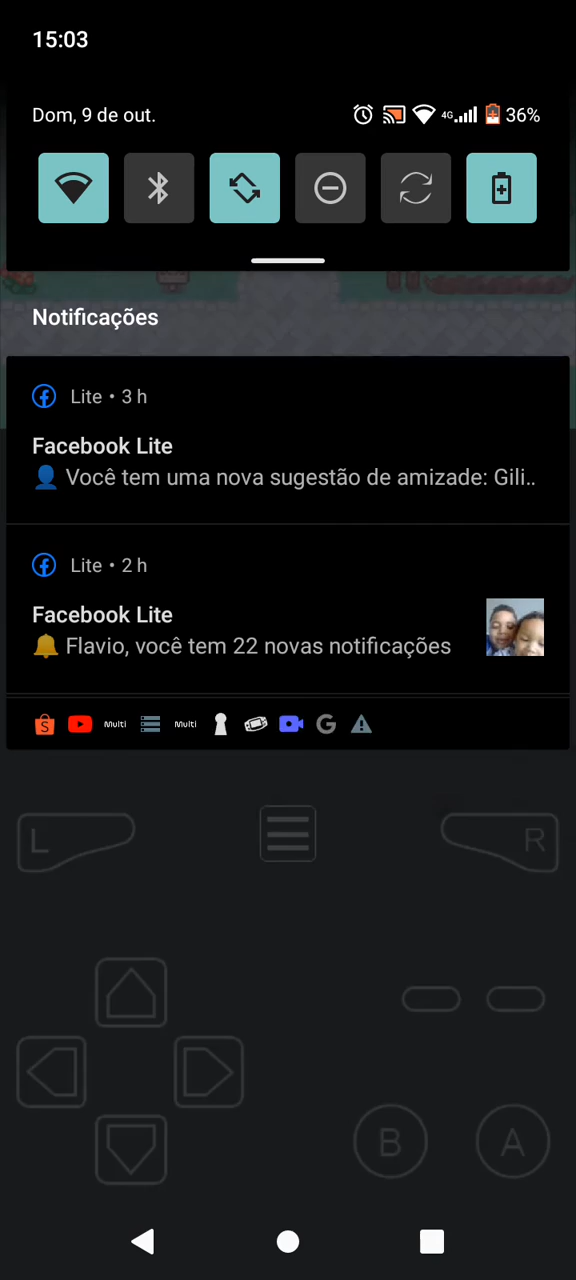 15:03
Dom, 9 de out.
4G
36%
Notificações
Lite • 3 h
Facebook Lite
Você tem uma nova sugestão de amizade: Gili..
Lite • 2 h
Facebook Lite
Flavio, você tem 22 novas notificações
S Multi Multi G
L R
B A